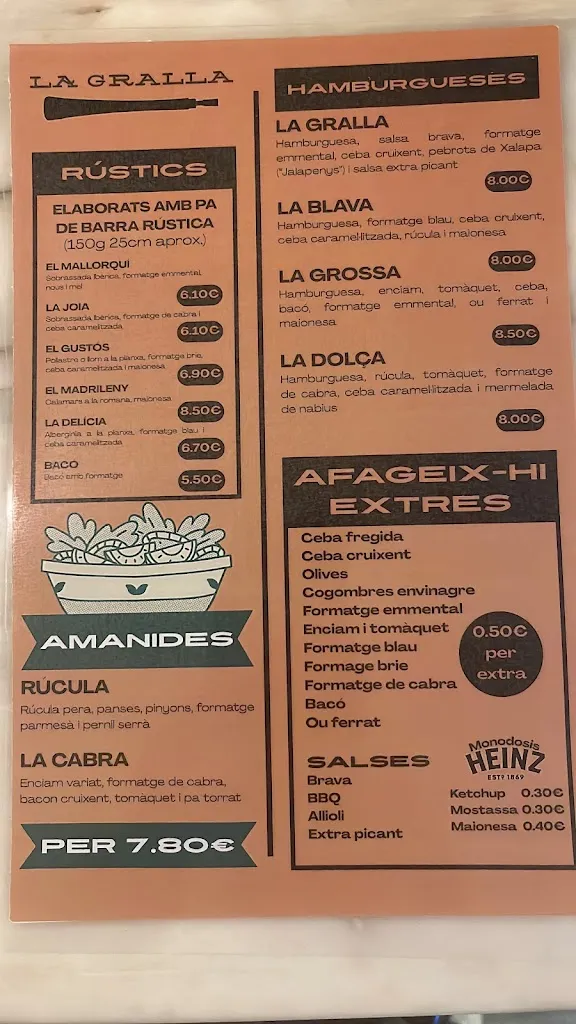 LA GRALLA
RÚSTICS
ELABORATS AMB PA
DE BARRA RÚSTICA
(150g 25cm aprox.)
EL MALLORQUÍ
Sobrassada Ibèrica, formatge emmental,
nous i mel
6.10€
LA JOIA
Sobrassada Ibèrica, formatge de cabra i
ceba caramelitzada
6.10€
EL GUSTÓS
Pollastre o llom a la planxa, formatge brie,
ceba caramelitzada i maionesa
6.90€
EL MADRILENY
Calamars a la romana, maionesa
8.50€
LA DELÍCIA
Albergínia a la planxa, formatge blau i
ceba caramelitzada
6.70€
BACO
Bacó amb formatge
5.50€
AMANIDES
RÚCULA
Rúcula pera, panses, pinyons, formatge
parmesà i pernil serrà
LA CABRA
Enciam variat, formatge de cabra,
bacon cruixent, tomàquet i pa torrat
PER 7.80€
HAMBURGUESES
LA GRALLA
Hamburguesa, salsa brava, formatge
emmental, ceba cruixent, pebrots de Xalapa
("Jalapenys") i salsa extra picant
8.00€
LA BLAVA
Hamburguesa, formatge blau, ceba cruixent,
ceba caramel·litzada, rúcula i maionesa
8.00€
LA GROSSA
Hamburguesa, enciam, tomàquet, ceba,
bacó, formatge emmental, ou ferrat i
maionesa
8.50€
LA DOLÇA
Hamburguesa, rúcula, tomàquet, formatge
de cabra, ceba caramel·litzada i mermelada
de nabius
8.00€
AFAGEIX-HI
EXTRES
Ceba fregida
Ceba cruixent
Olives
Cogombres envinagre
Formatge emmental
Enciam i tomàquet
Formatge blau
Formage brie
Formatge de cabra
Bacó
Ou ferrat
0.50€
per
extra
SALSES
Brava
BBQ
Allioli
Extra picant
Monodosis
HEINZ
ESTD 1869
Ketchup 0.30€
Mostassa 0.30€
Maionesa 0.40€